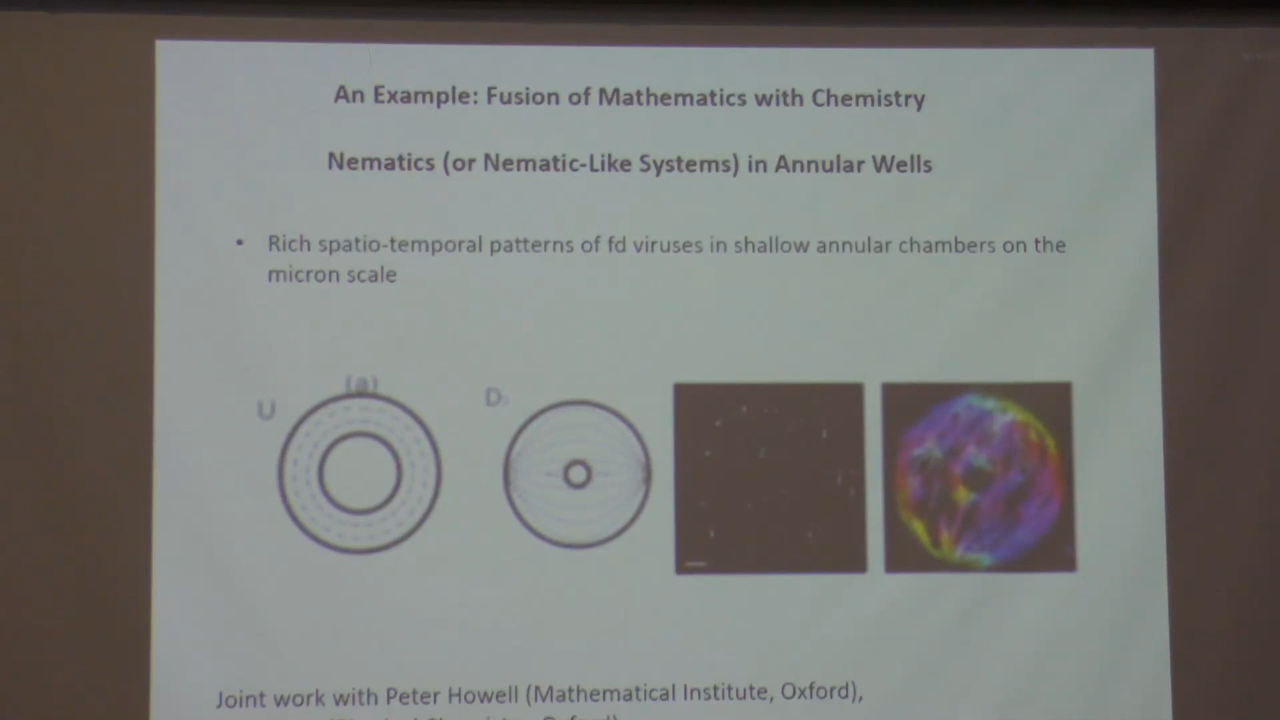 An Example: Fusion of Mathematics with Chemistry
Nematics (or Nematic-Like Systems) in Annular Wells
• Rich spatio-temporal patterns of fd viruses in shallow annular chambers on the
micron scale
(a)
U
D
Joint work with Peter Howell (Mathematical Institute, Oxford),